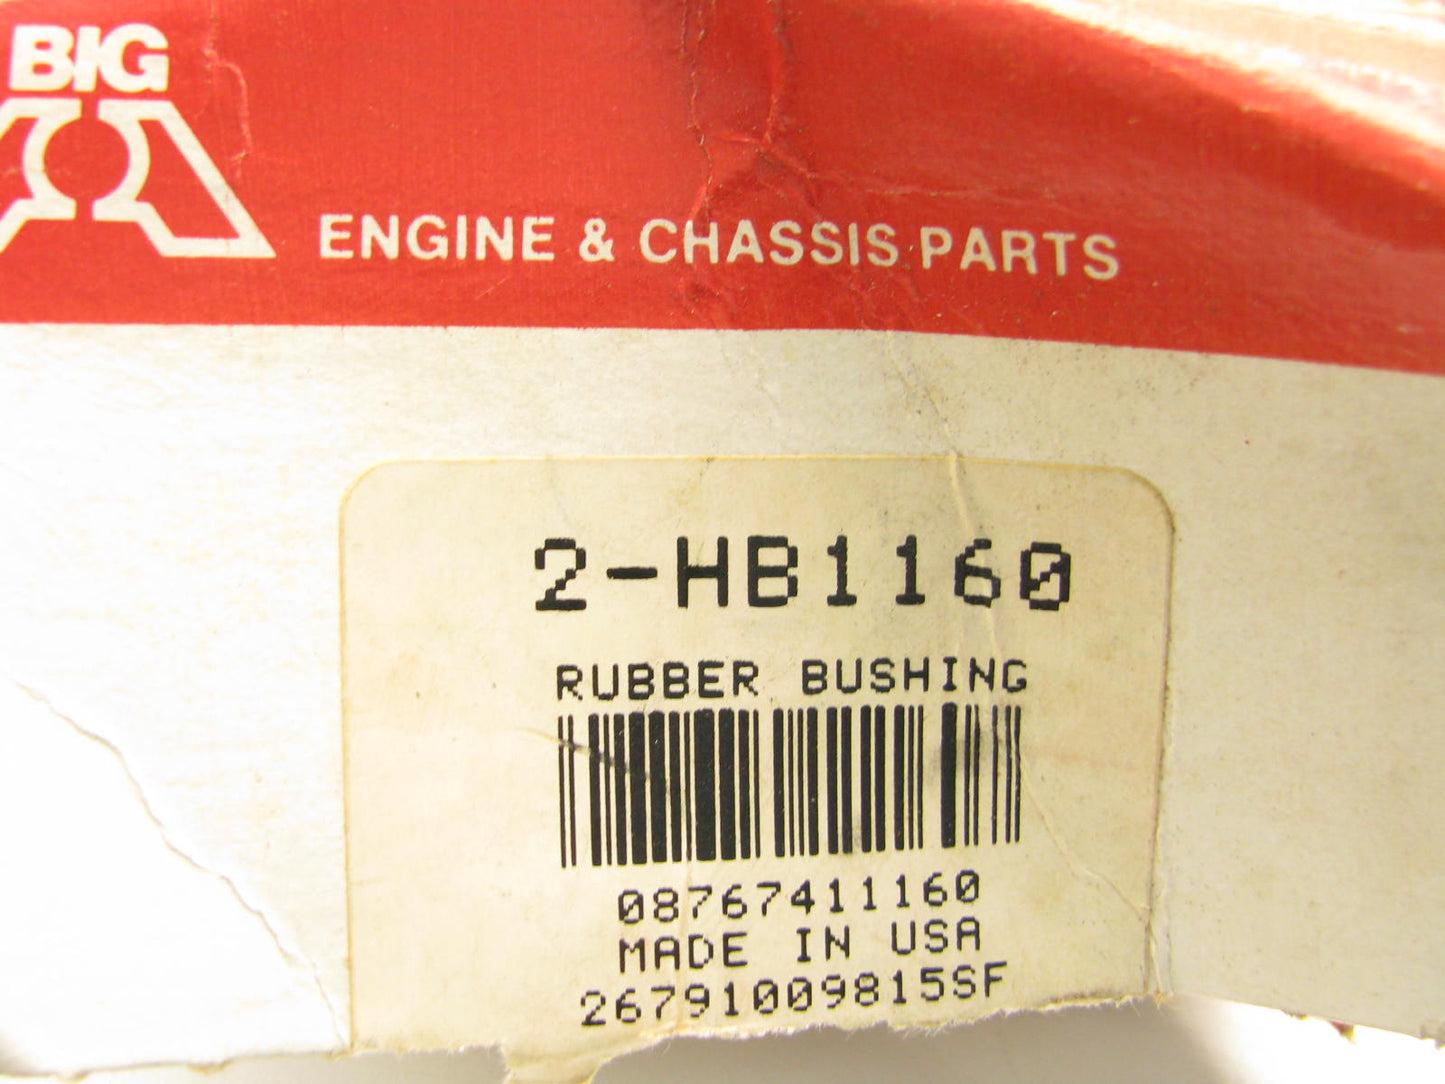 BIG
A
ENGINE & CHASSIS PARTS
2-HB1160
RUBBER BUSHING
08767411160
MADE IN USA
26791009815SF